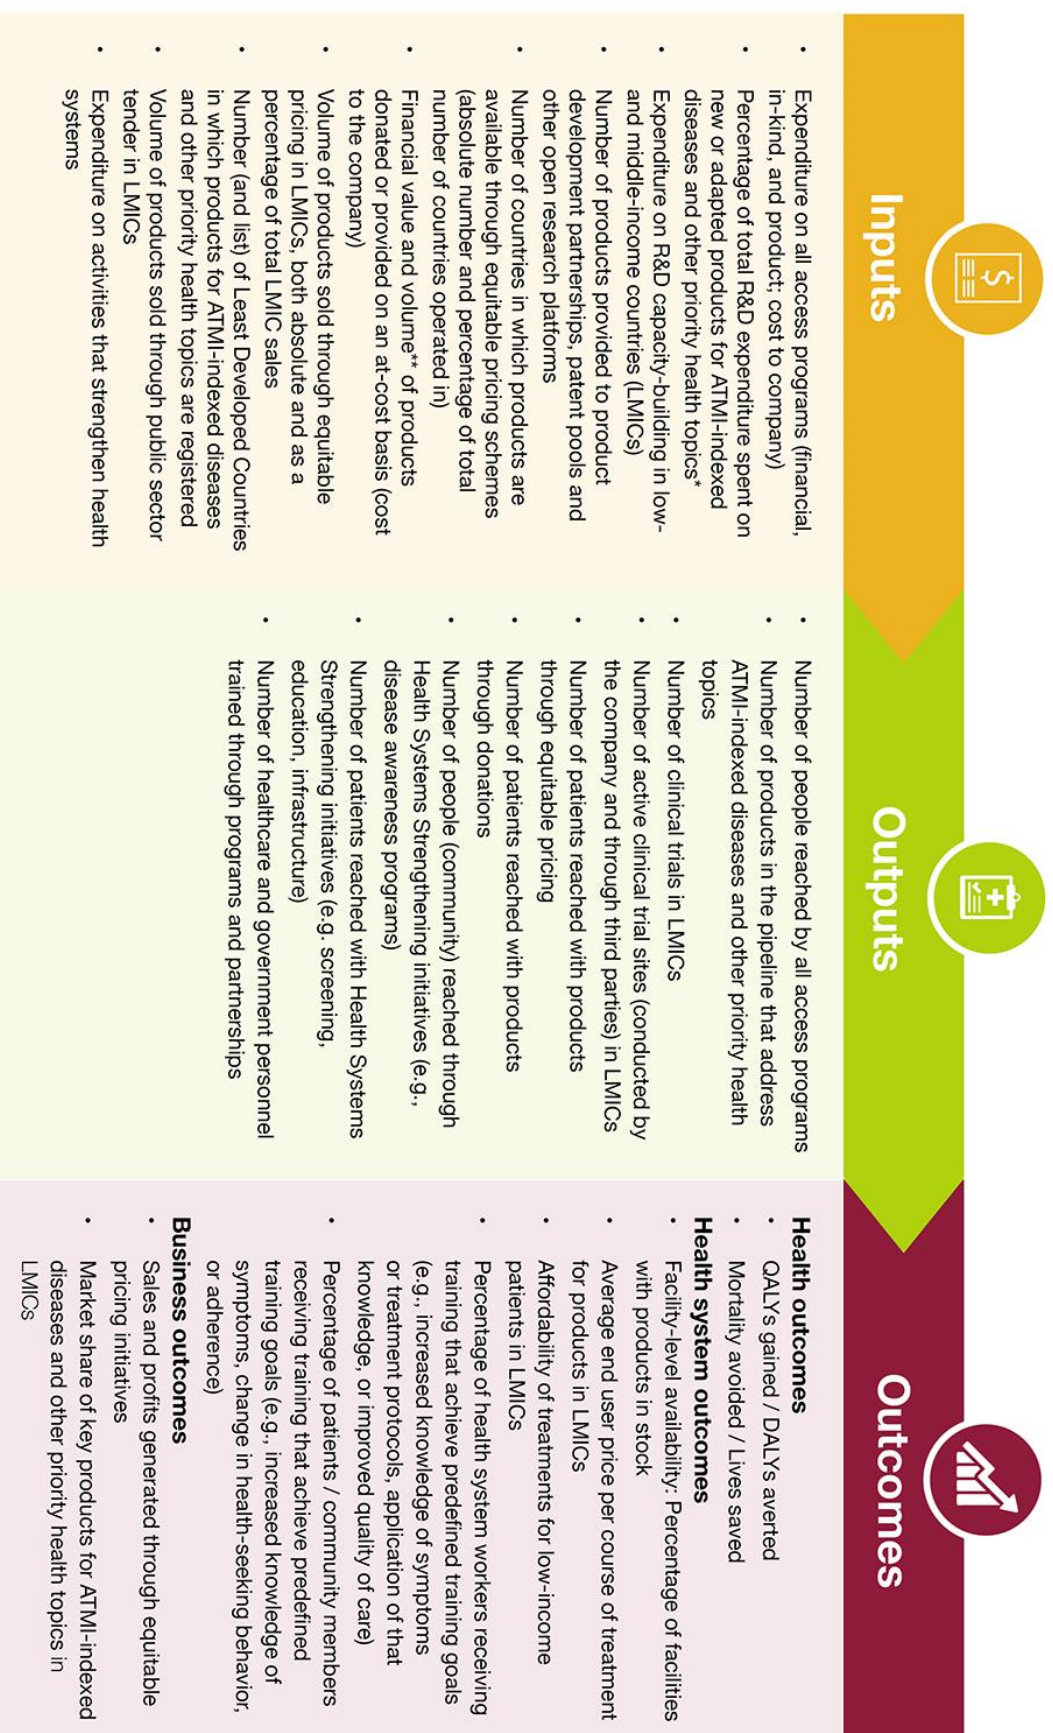 Inputs
• Expenditure on all access programs (financial,
in-kind, and product; cost to company)
• Percentage of total R&D expenditure spent on
new or adapted products for ATMI-indexed
diseases and other priority health topics*
• Expenditure on R&D capacity-building in low-
and middle-income countries (LMICs)
• Number of products provided to product
development partnerships, patent pools and
other open research platforms
• Number of countries in which products are
available through equitable pricing schemes
(absolute number and percentage of total
number of countries operated in)
• Financial value and volume** of products
donated or provided on an at-cost basis (cost
to the company)
• Volume of products sold through equitable
pricing in LMICs, both absolute and as a
percentage of total LMIC sales
• Number (and list) of Least Developed Countries
in which products for ATMI-indexed diseases
and other priority health topics are registered
• Volume of products sold through public sector
tender in LMICs
• Expenditure on activities that strengthen health
systems
Outputs
• Number of people reached by all access programs
• Number of products in the pipeline that address
ATMI-indexed diseases and other priority health
topics
• Number of clinical trials in LMICs
• Number of active clinical trial sites (conducted by
the company and through third parties) in LMICs
• Number of patients reached with products
through equitable pricing
• Number of patients reached with products
through donations
• Number of people (community) reached through
Health Systems Strengthening initiatives (e.g.,
disease awareness programs)
• Number of patients reached with Health Systems
Strengthening initiatives (e.g. screening,
education, infrastructure)
• Number of healthcare and government personnel
trained through programs and partnerships
Outcomes
Health outcomes
• QALYs gained / DALYs averted
• Mortality avoided / Lives saved
Health system outcomes
• Facility-level availability: Percentage of facilities
with products in stock
• Average end user price per course of treatment
for products in LMICs
• Affordability of treatments for low-income
patients in LMICs
• Percentage of health system workers receiving
training that achieve predefined training goals
(e.g., increased knowledge of symptoms
or treatment protocols, application of that
knowledge, or improved quality of care)
• Percentage of patients / community members
receiving training that achieve predefined
training goals (e.g., increased knowledge of
symptoms, change in health-seeking behavior,
or adherence)
Business outcomes
• Sales and profits generated through equitable
pricing initiatives
• Market share of key products for ATMI-indexed
diseases and other priority health topics in
LMICs